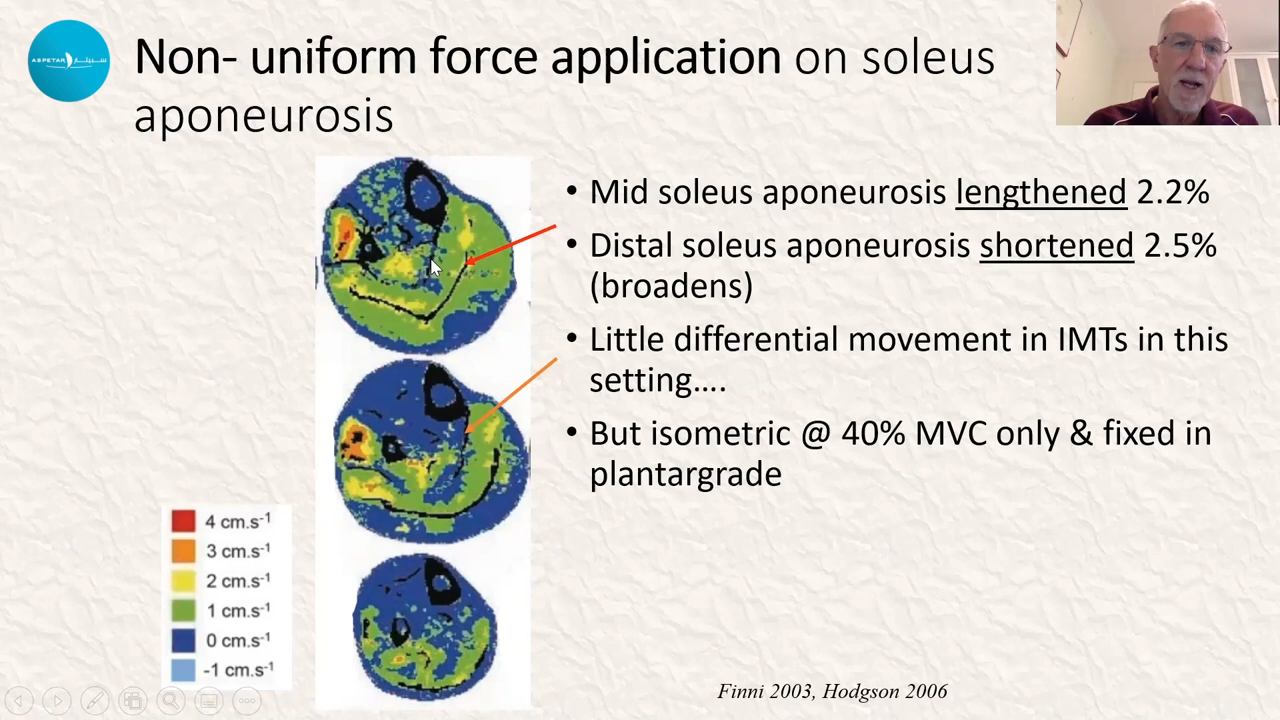 ASPETAR سبيتار
Non- uniform force application on soleus
aponeurosis
• Mid soleus aponeurosis lengthened 2.2%
• Distal soleus aponeurosis shortened 2.5%
(broadens)
• Little differential movement in IMTs in this
setting....
• But isometric @ 40% MVC only & fixed in
plantargrade
4 cm.s-1
3 cm.s-1
2 cm.s-1
1 cm.s-1
0 cm.s-1
-1 cm.s-1
Finni 2003, Hodgson 2006